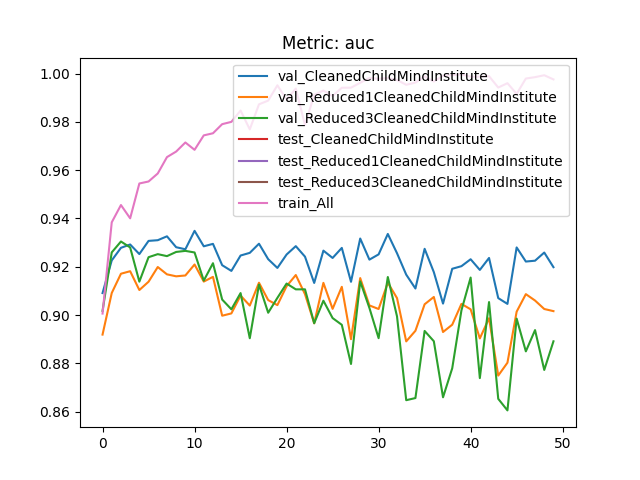 Metric: auc
1.00
0.98
0.96
0.94
0.92
0.90
0.88
0.86
0
10
20
30
40
50
val_CleanedChildMindInstitute
val_Reduced1CleanedChildMindInstitute
val_Reduced3CleanedChildMindInstitute
test_CleanedChildMindInstitute
test_Reduced1CleanedChildMindInstitute
test_Reduced3CleanedChildMindInstitute
train_All